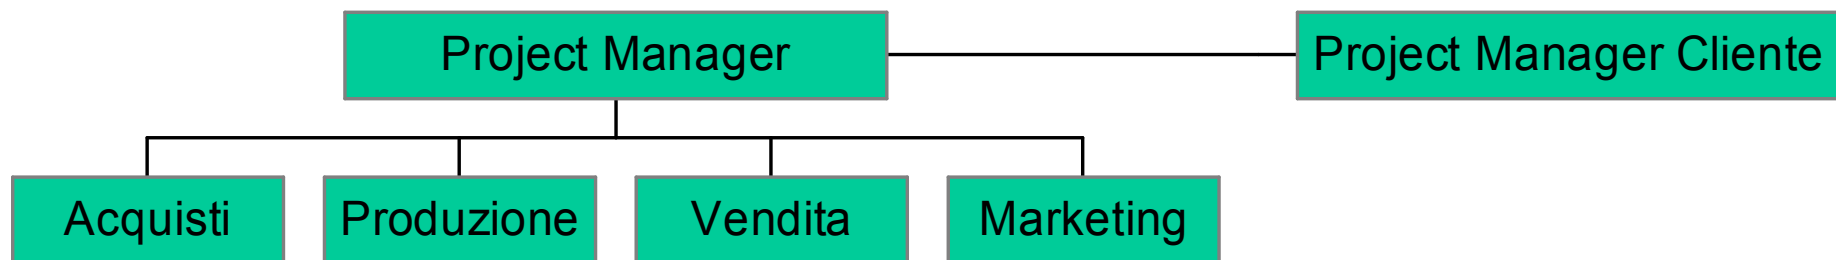 Project Manager
Project Manager Cliente
Acquisti
Produzione
Vendita
Marketing